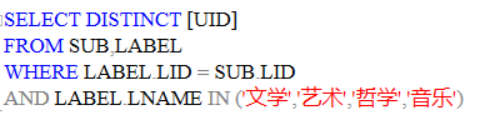 SELECT DISTINCT [UID]
FROM SUB,LABEL
WHERE LABEL.LID = SUB.LID
AND LABEL.LNAME IN ('文学','艺术','哲学','音乐')